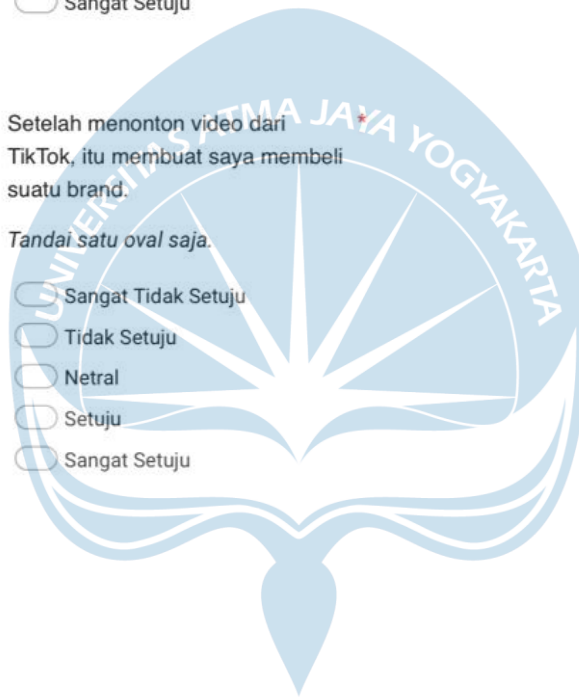 Sangat Setuju
UNIVERSITAS ATMA JAYA YOGYAKARTA
Setelah menonton video dari *
TikTok, itu membuat saya membeli
suatu brand.
Tandai satu oval saja.
Sangat Tidak Setuju
Tidak Setuju
Netral
Setuju
Sangat Setuju